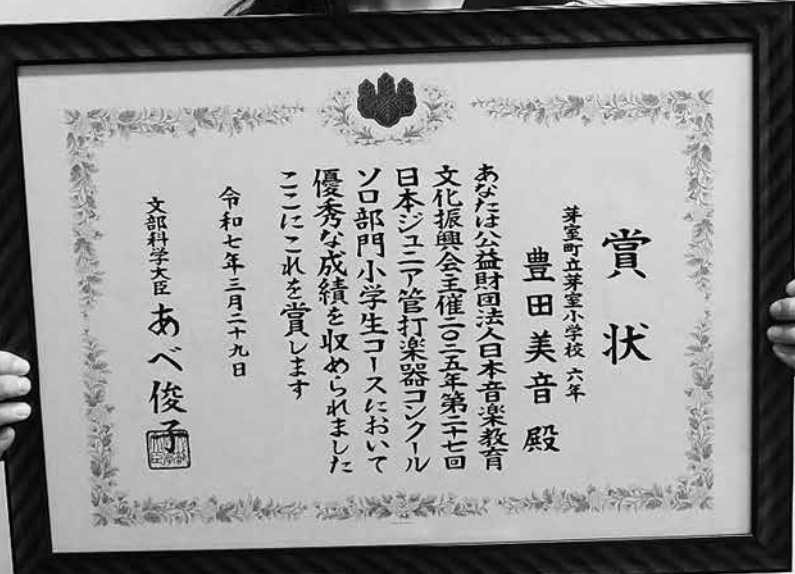 賞状
芽室町立芽室小学校 六年
豊田美音 殿
あなたは公益財団法人日本音楽教育
文化振興会主催二〇二五年第二十七回
日本ジュニア管打楽器コンクール
ソロ部門小学生コースにおいて
優秀な成績を収められました
ここにこれを賞します
令和七年三月二十九日
文部科学大臣 あべ俊子